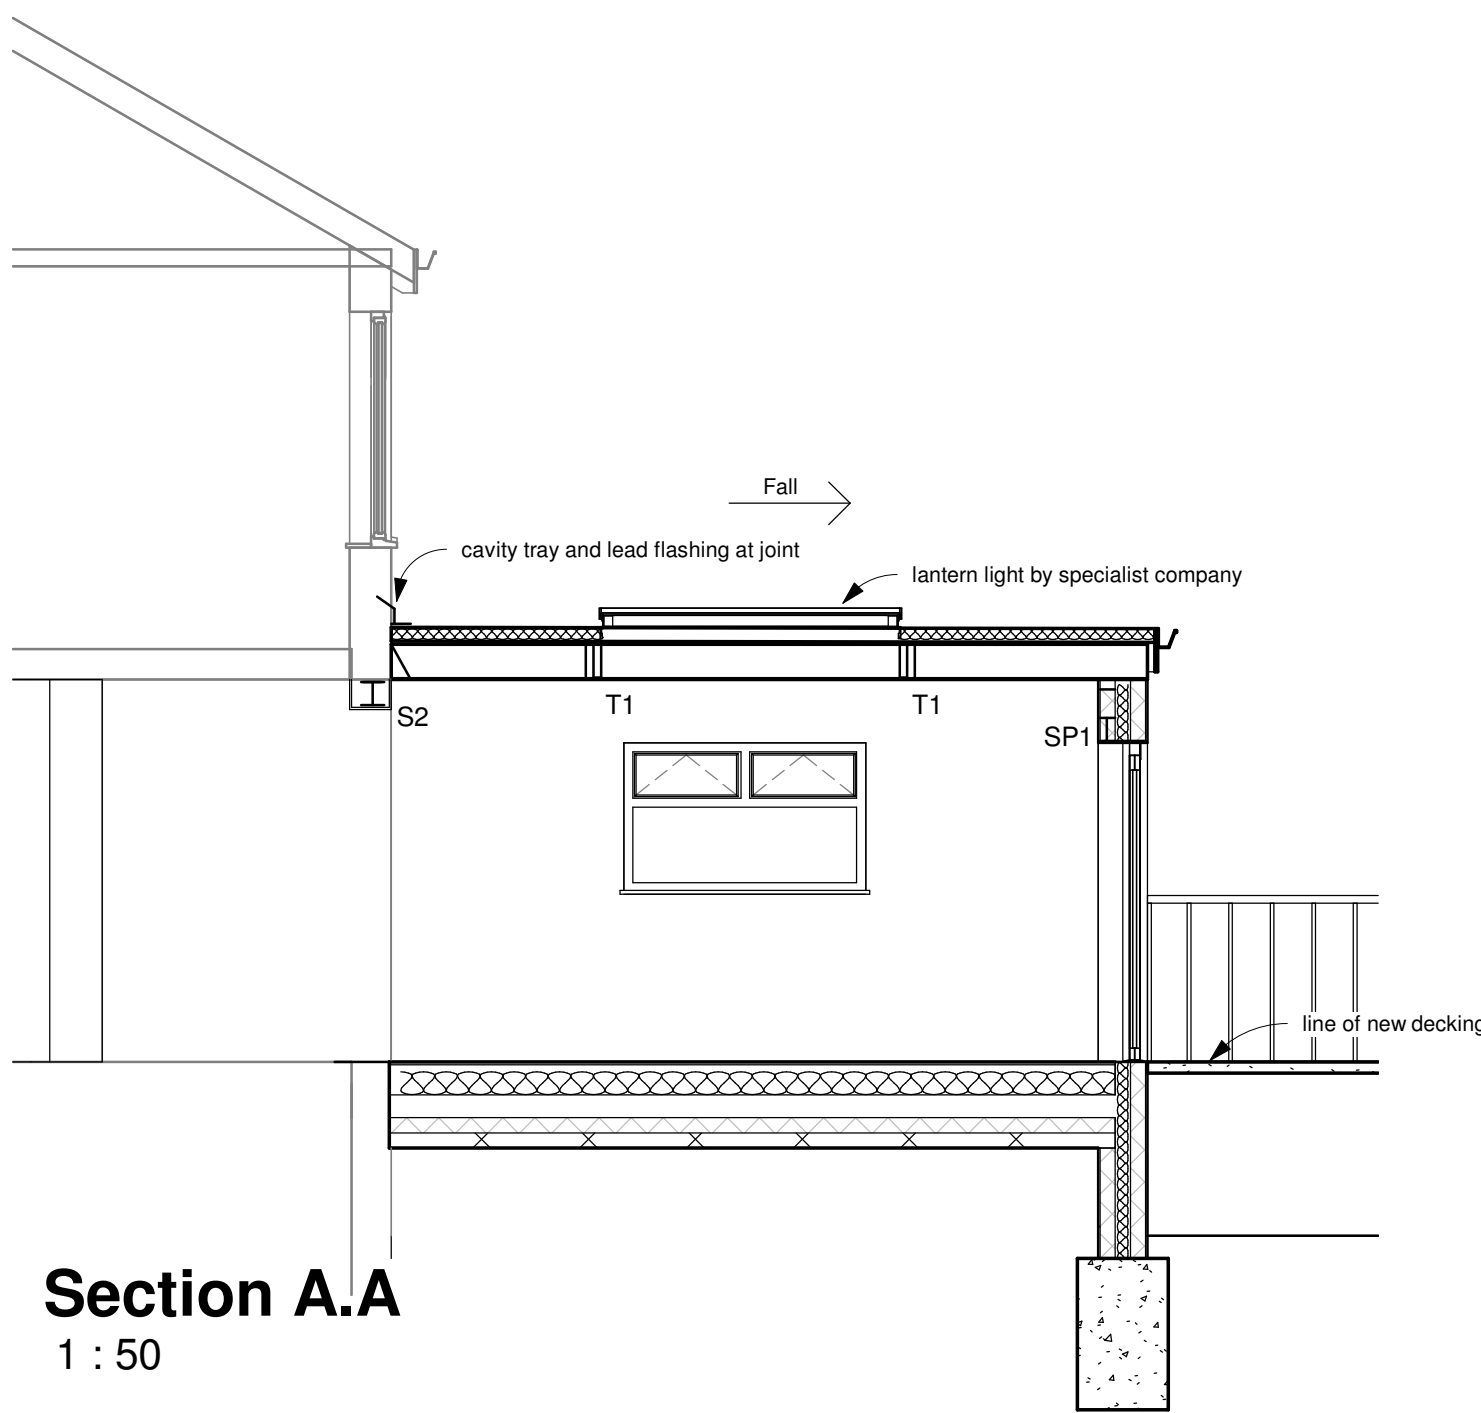 Fall
cavity tray and lead flashing at joint
lantern light by specialist company
S2
T1
T1
SP1
line of new decking
Section A.A
1 : 50